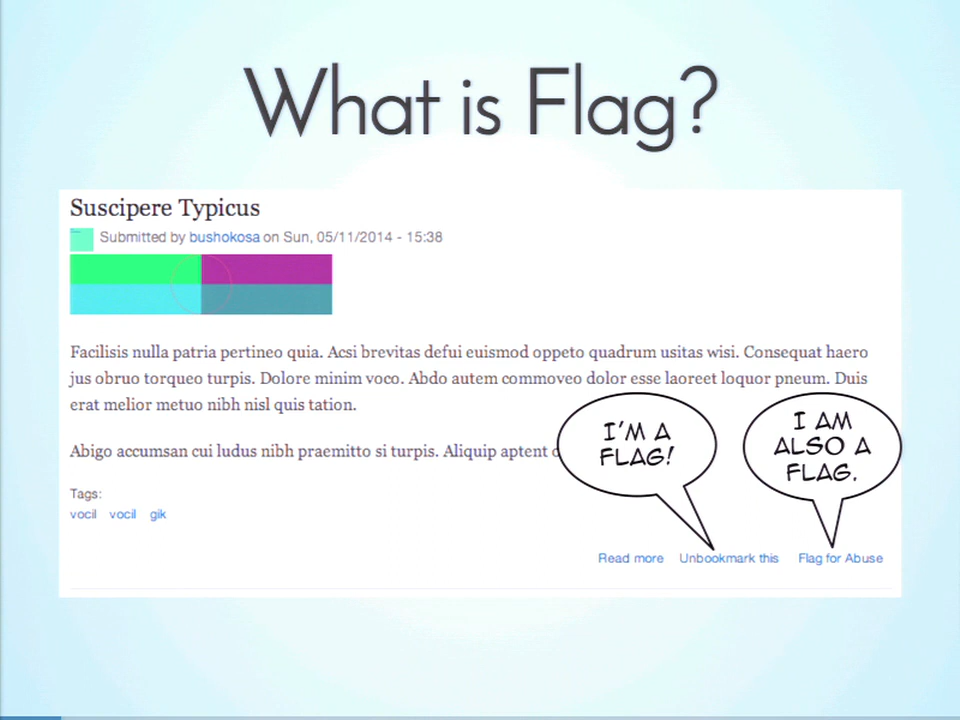 What is Flag?
Suscipere Typicus
Submitted by bushokosa on Sun, 05/11/2014 - 15:38
Facilisis nulla patria pertineo quia. Acsi brevitas defui euismod oppeto quadrum usitas wisi. Consequat haero
jus obruo torqueo turpis. Dolore minim voco. Abdo autem commoveo dolor esse laoreet loquor pneum. Duis
erat melior metuo nibh nisl quis tation.
I'M A
FLAG!
I AM
ALSO A
FLAG.
Abigo accumsan cui ludus nibh praemitto si turpis. Aliquip aptent
Tags:
vocil vocil gik
Read more Unbookmark this Flag for Abuse